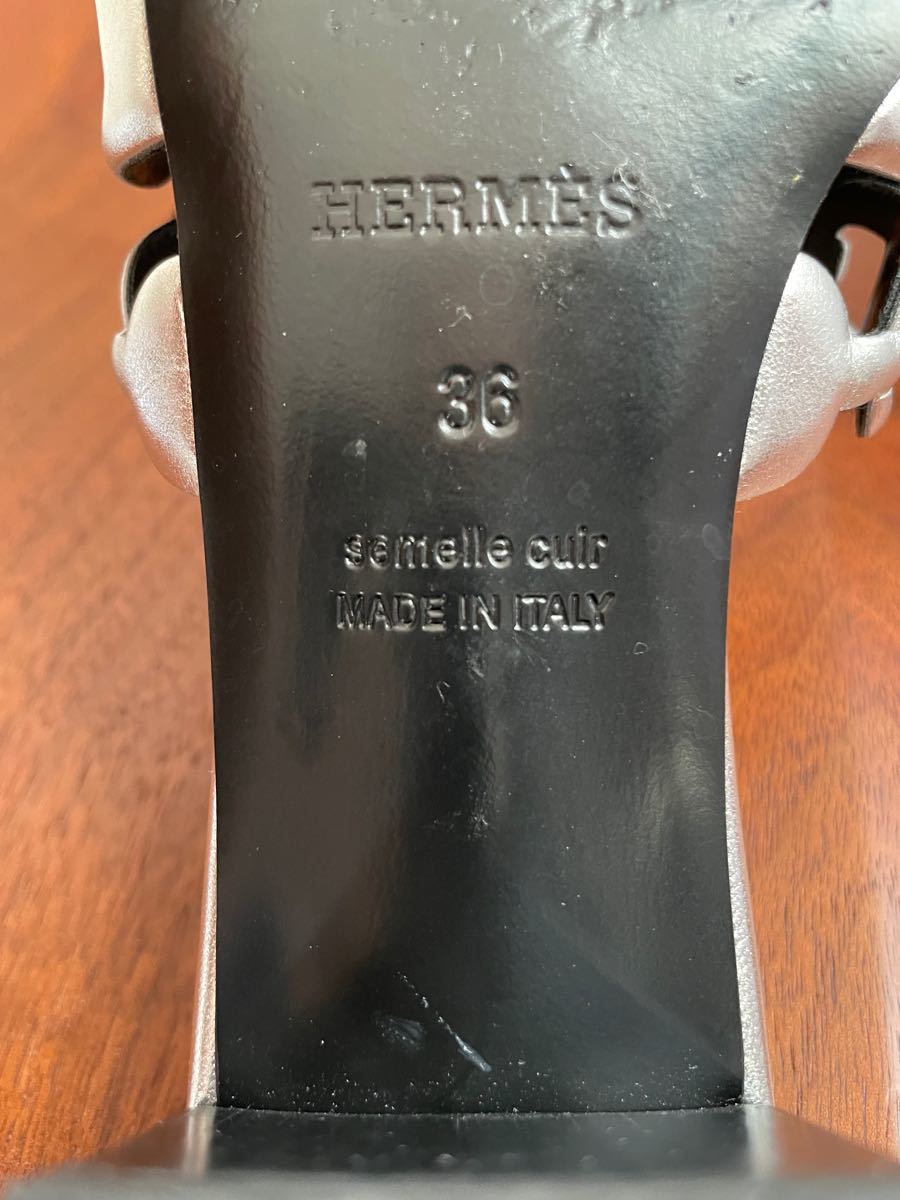 HERMÈS
36
semelle cuir
MADE IN ITALY